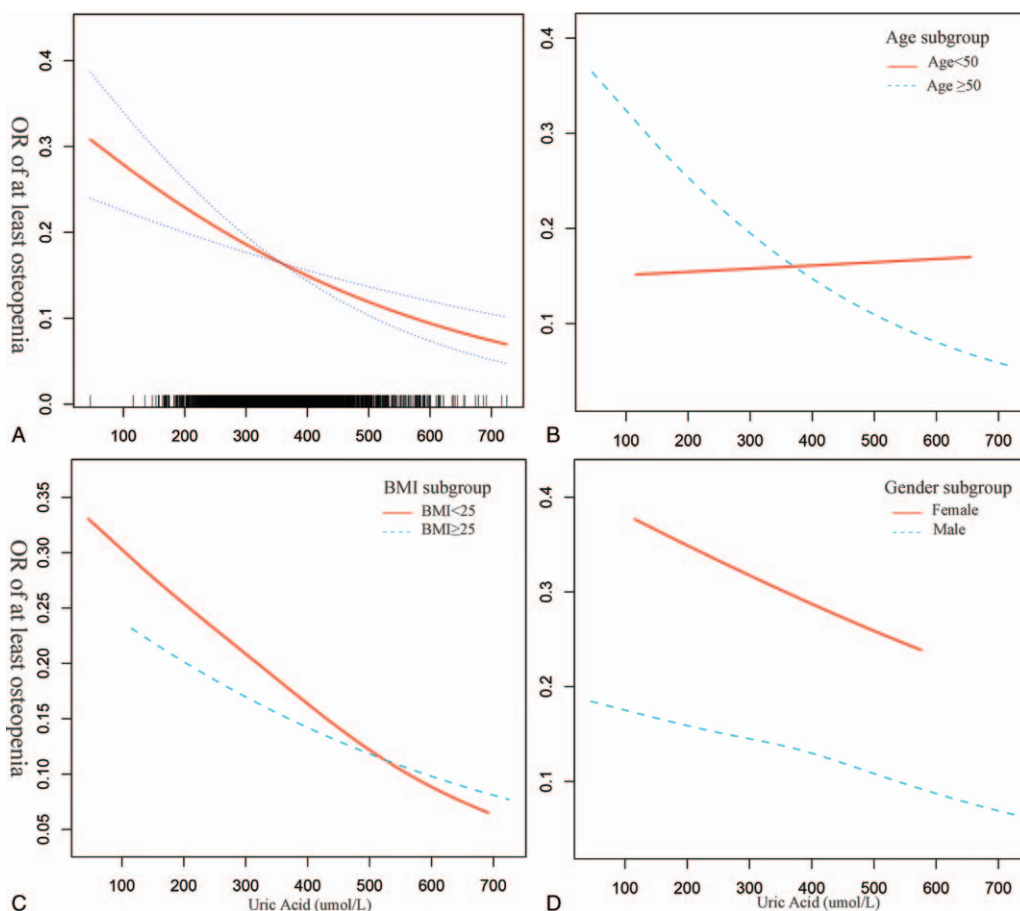 OR of at least osteopenia
0.4
0.3
0.2
0.1
0.0
100 200 300 400 500 600 700
A
Age subgroup
Age<50
Age ≥50
0.4
0.3
0.2
0.1
100 200 300 400 500 600 700
B
OR of at least osteopenia
BMI subgroup
BMI<25
BMI≥25
0.35
0.30
0.25
0.20
0.15
0.10
0.05
100 200 300 400 500 600 700
C
Uric Acid (umol/L)
Gender subgroup
Female
Male
0.4
0.3
0.2
0.1
100 200 300 400 500 600 700
D
Uric Acid (umol/L)